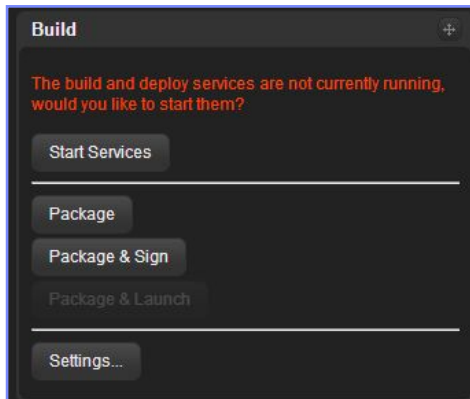 Build
The build and deploy services are not currently running,
would you like to start them?
Start Services
Package
Package & Sign
Package & Launch
Settings...